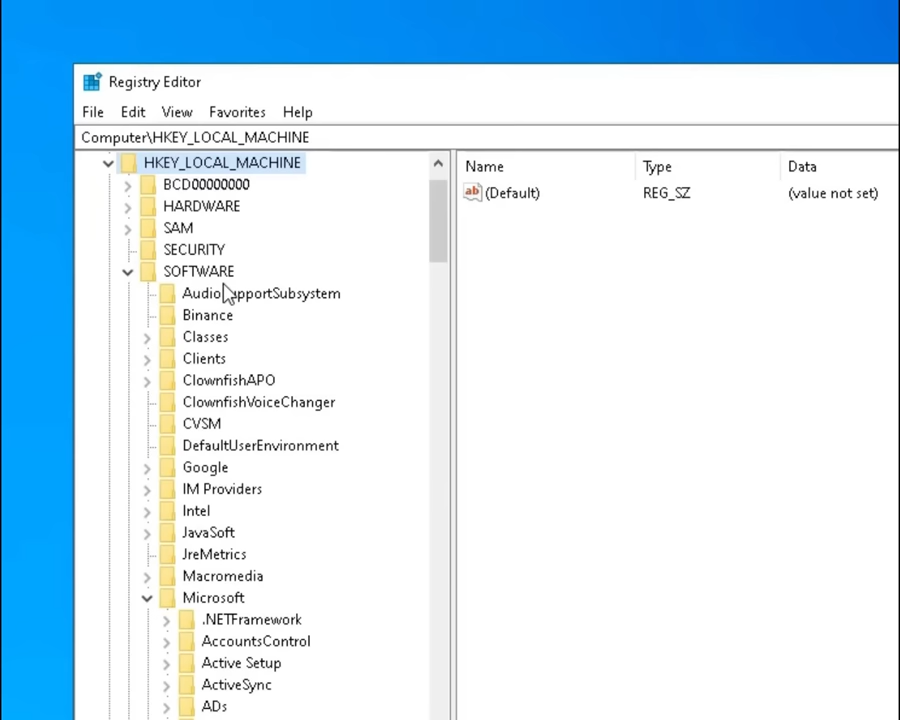 Registry Editor
File Edit View Favorites Help
Computer\HKEY_LOCAL_MACHINE
HKEY_LOCAL_MACHINE
BCD00000000
HARDWARE
SAM
SECURITY
SOFTWARE
AudioSupportSubsystem
Binance
Classes
Clients
ClownfishAPO
ClownfishVoiceChanger
CVSM
DefaultUserEnvironment
Google
IM Providers
Intel
JavaSoft
JreMetrics
Macromedia
Microsoft
.NETFramework
AccountsControl
Active Setup
ActiveSync
ADs
Name Type Data
ab (Default) REG_SZ (value not set)